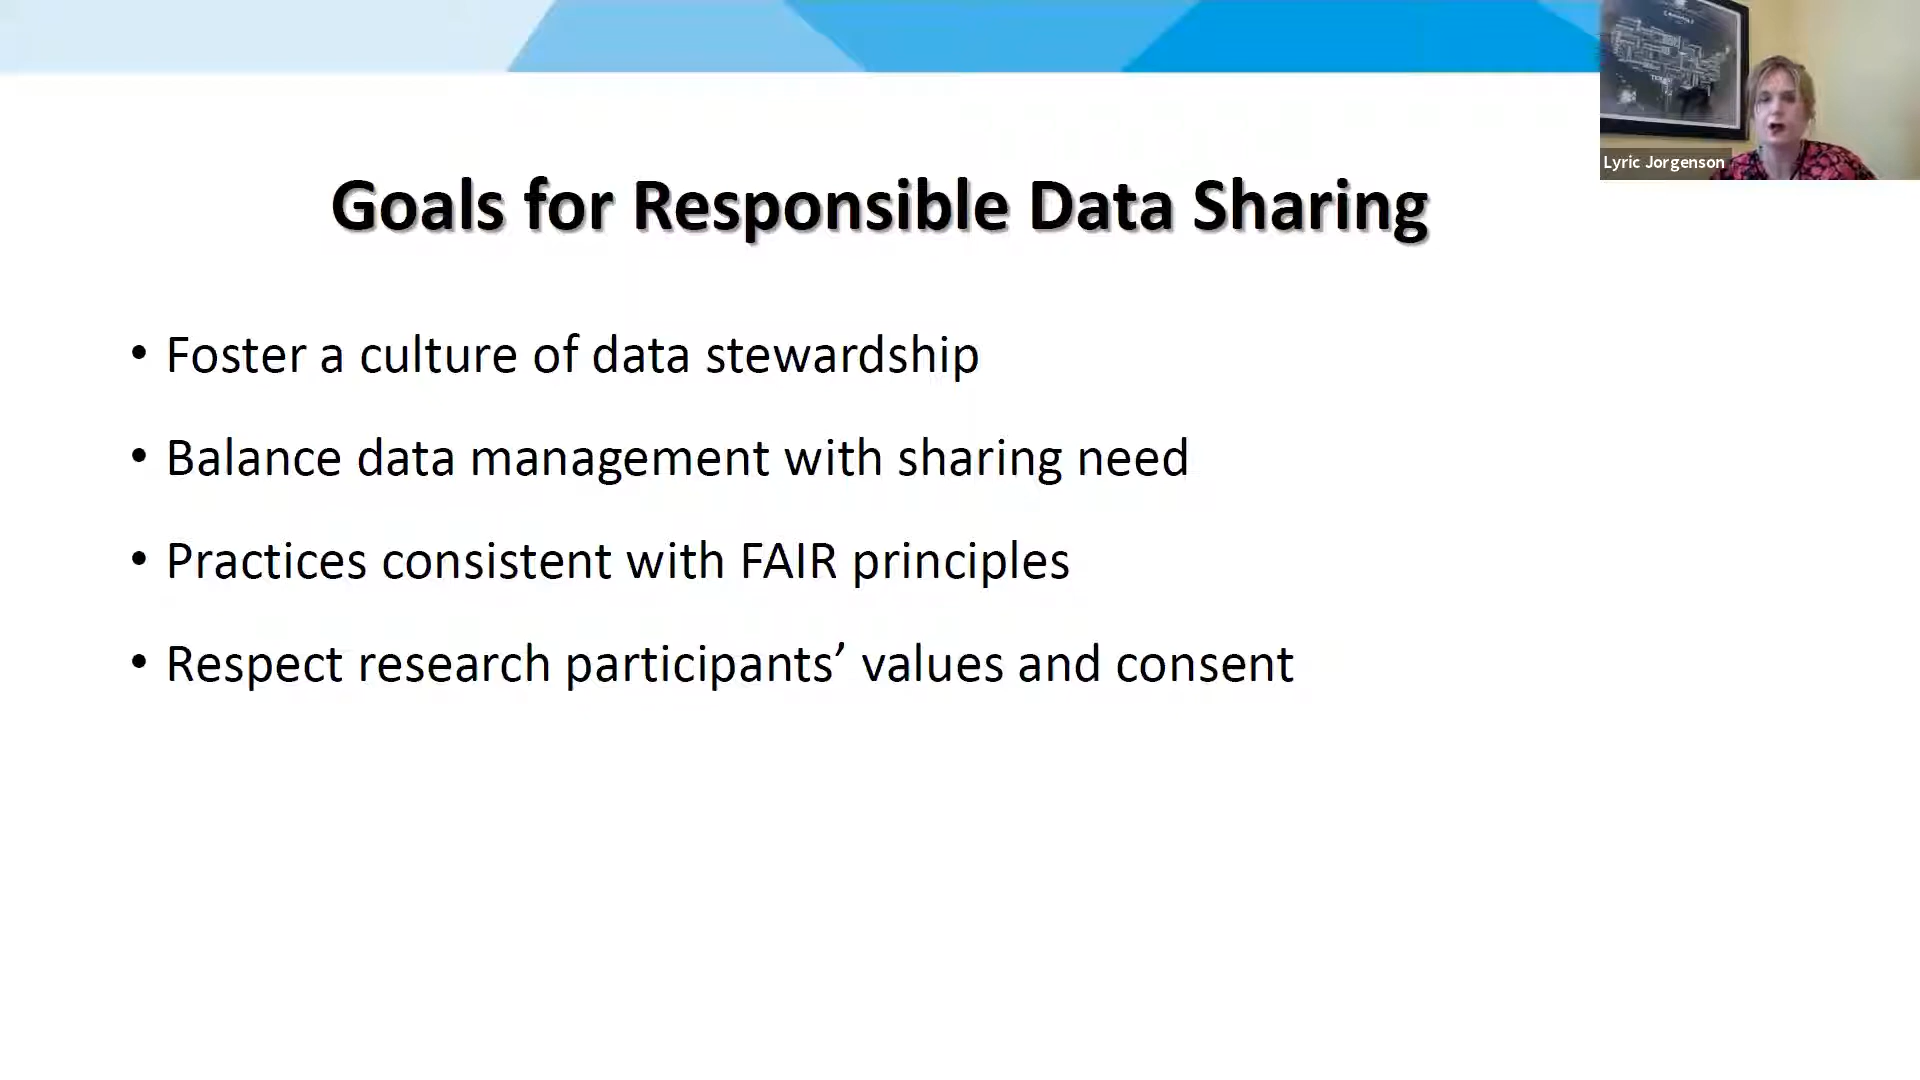 Goals for Responsible Data Sharing
• Foster a culture of data stewardship
• Balance data management with sharing need
• Practices consistent with FAIR principles
• Respect research participants’ values and consent
Lyric Jorgenson